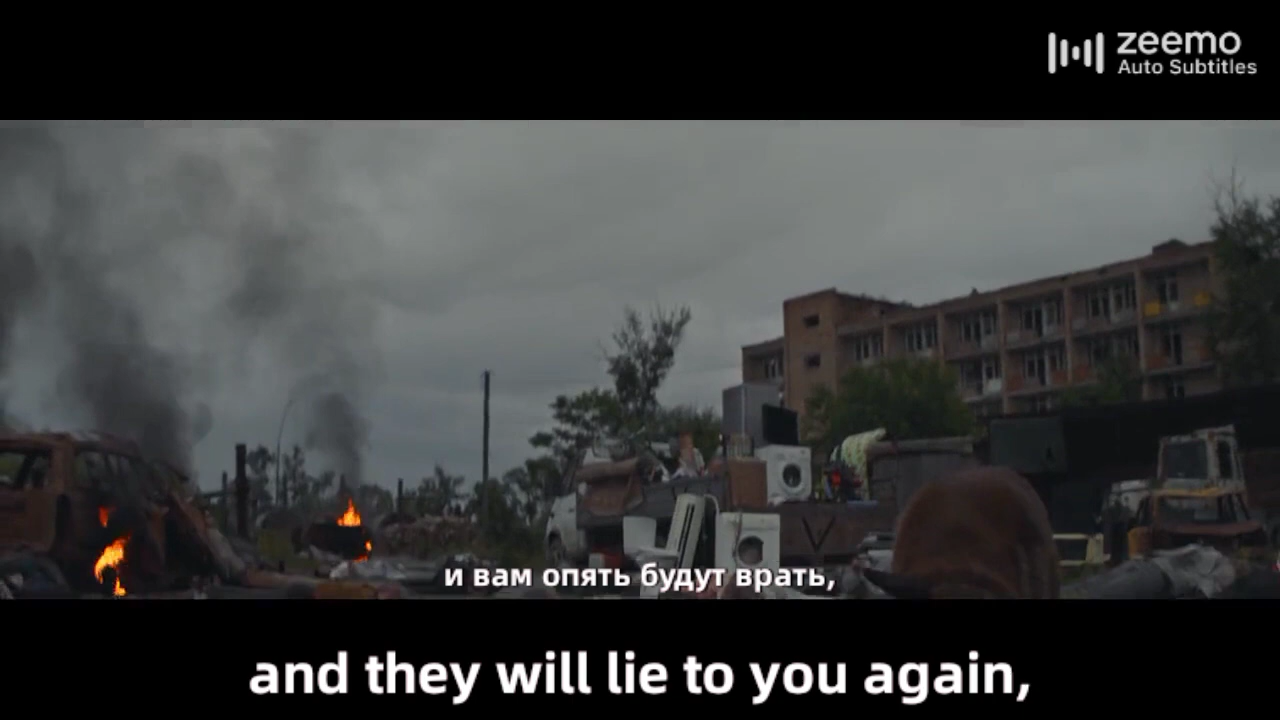 zeemo
Auto Subtitles
V
и вам опять будут врать,
and they will lie to you again,